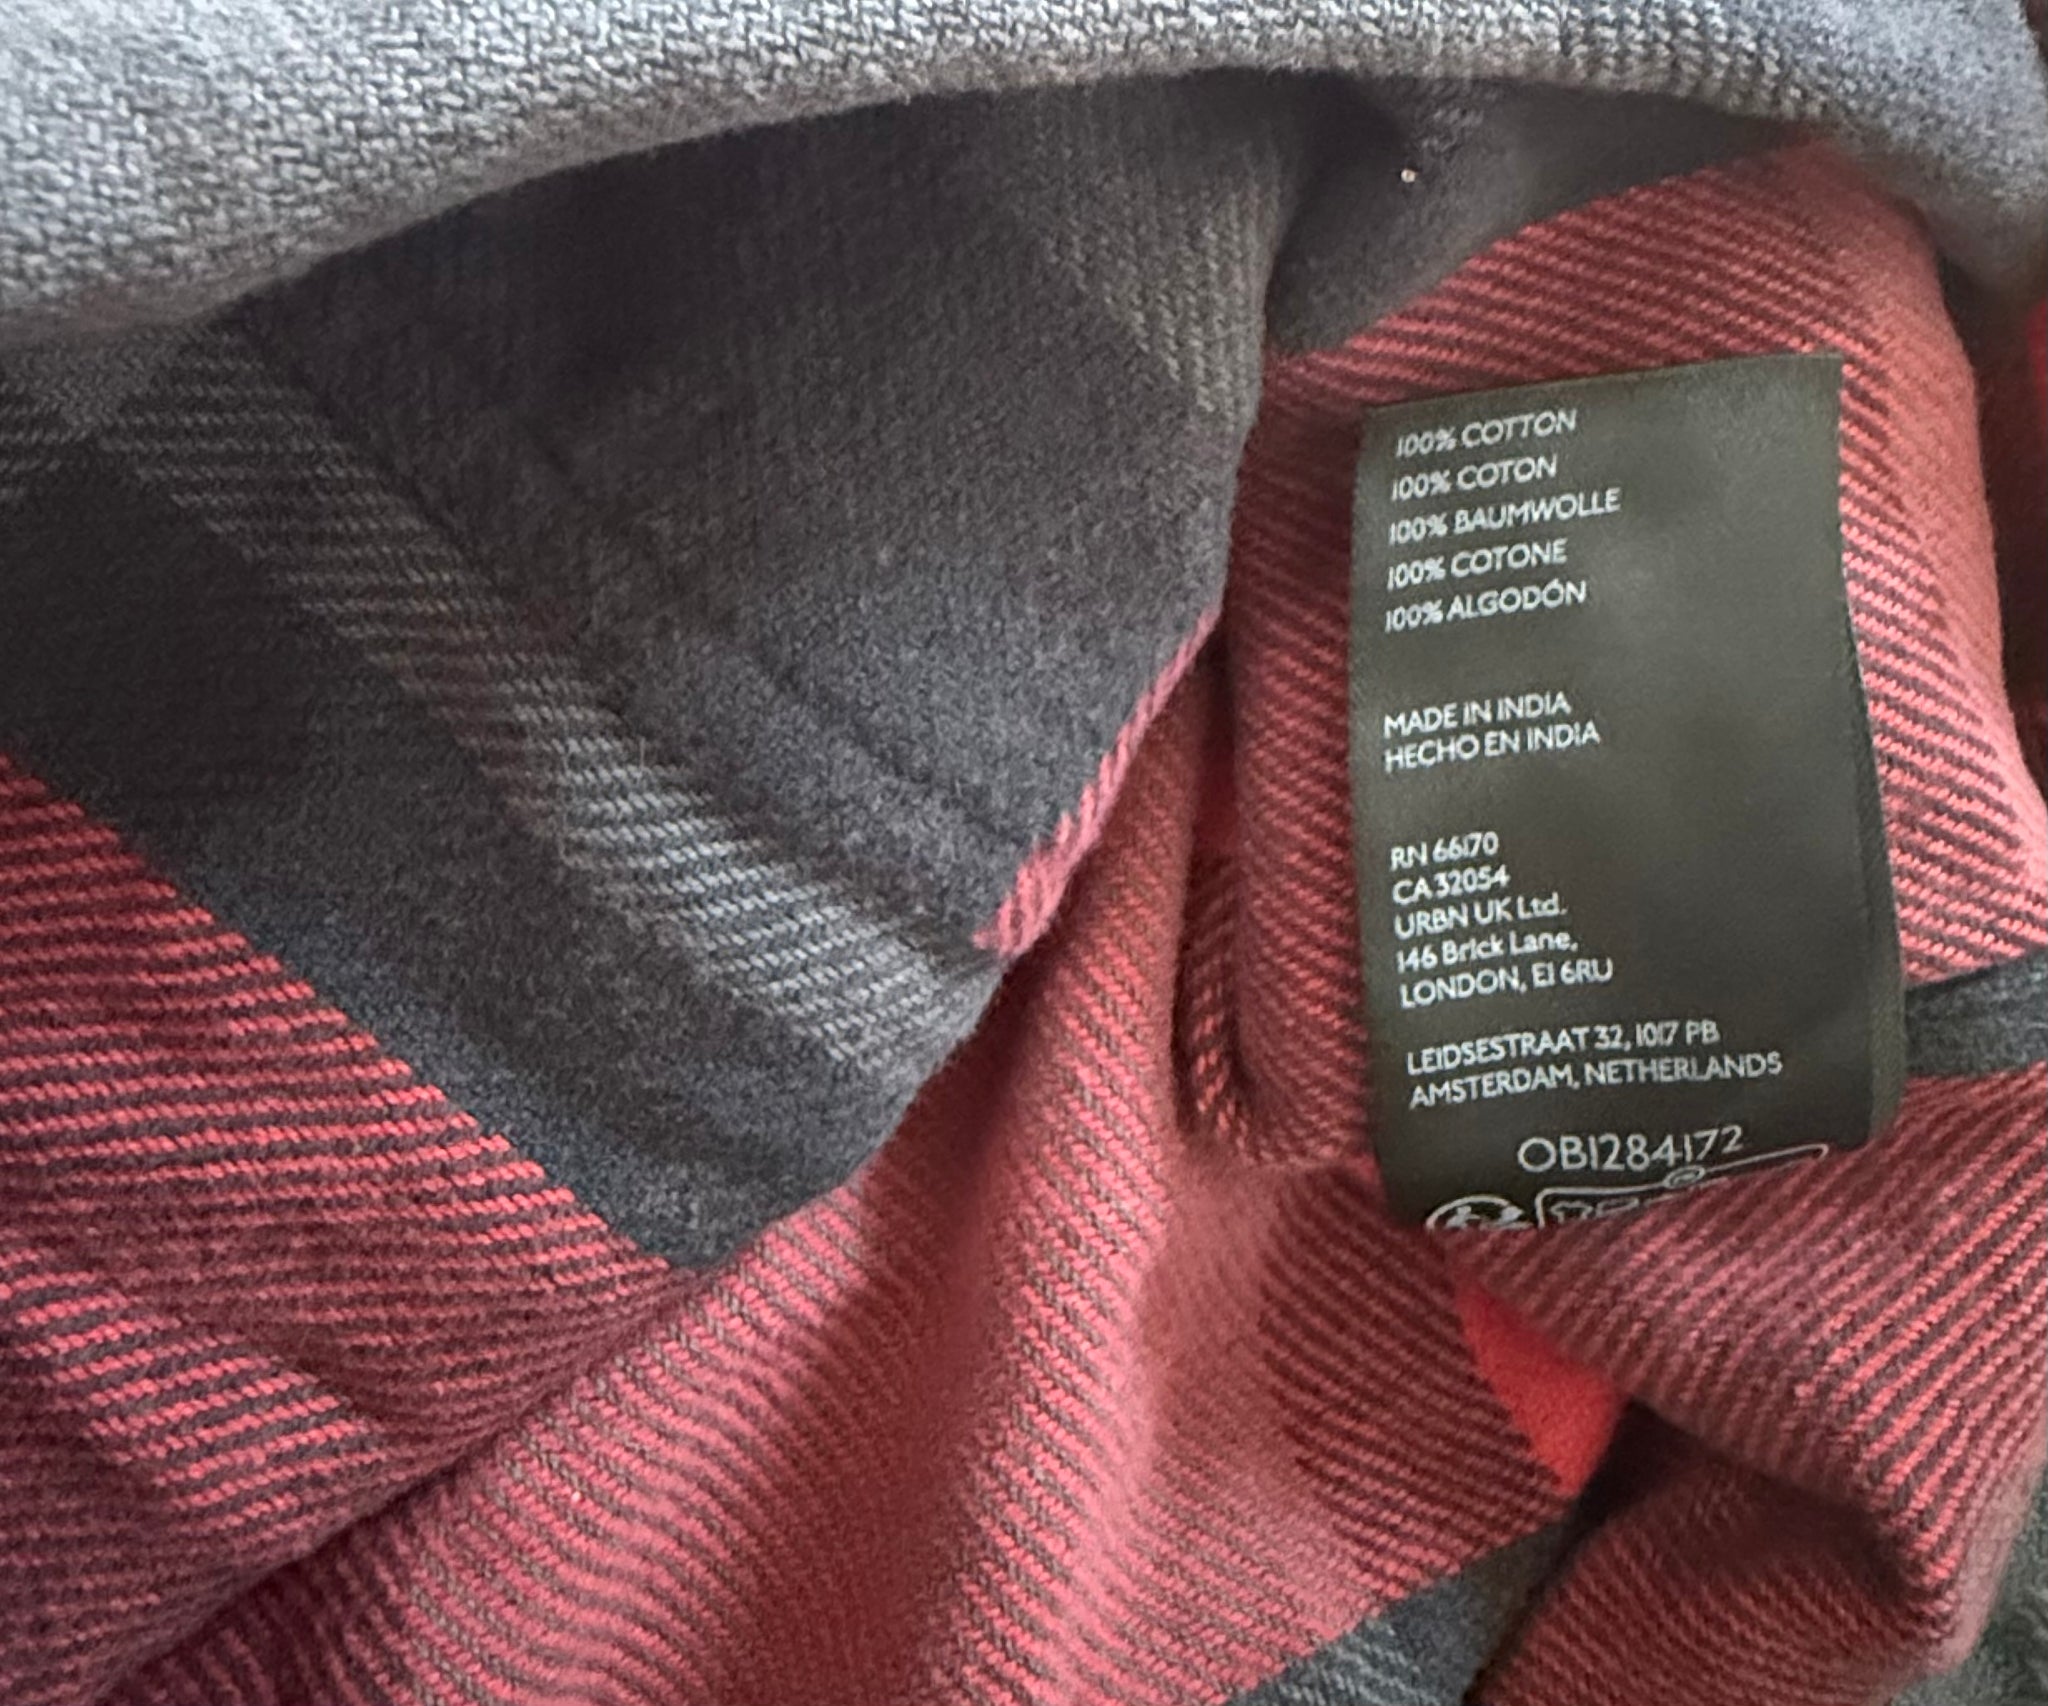 100% COTTON
100% COTON
100% BAUMWOLLE
100% COTONE
100% ALGODÓN
MADE IN INDIA
HECHO EN INDIA
RN 66170
CA 32054
URBN UK Ltd.
146 Brick Lane,
LONDON, E1 6RU
LEIDSESTRAAT 32, 1017 PB
AMSTERDAM, NETHERLANDS
OB1284172